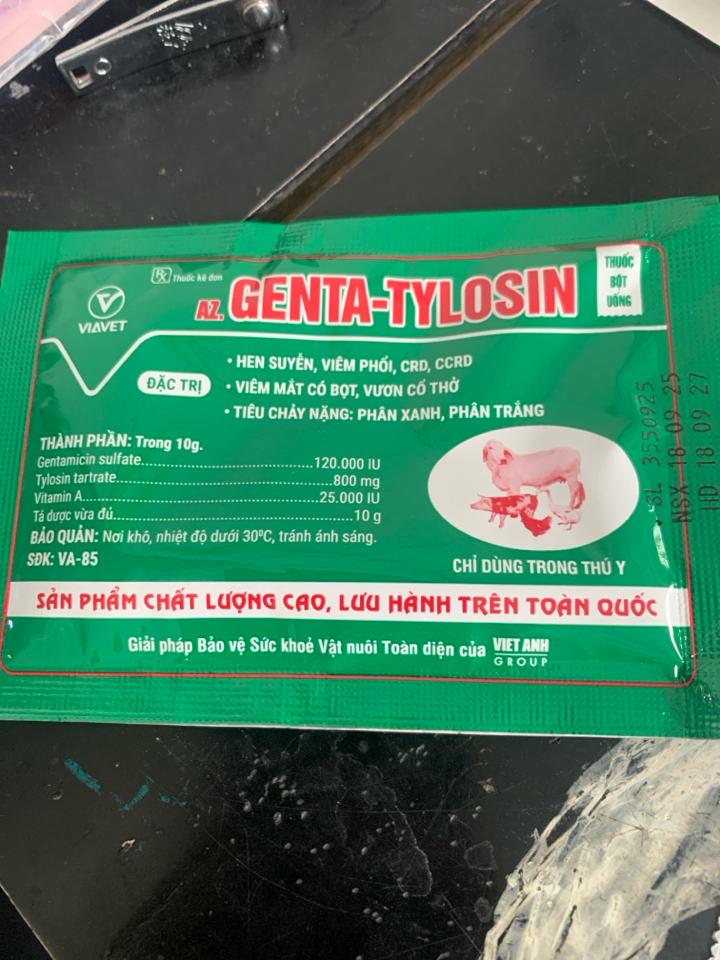 Rx Thuốc kê đơn
VIAVET
AZ. GENTA-TYLOSIN
THUỐC
BỘT
UỐNG
ĐẶC TRỊ
• HEN SUYỄN, VIÊM PHỔI, CRD, CCRD
• VIÊM MẮT CÓ BỌT, VƯƠN CỔ THỞ
• TIÊU CHẢY NẶNG: PHÂN XANH, PHÂN TRẮNG
THÀNH PHẦN: Trong 10g.
Gentamicin sulfate....120.000 IU
Tylosin tartrate....800 mg
Vitamin A....25.000 IU
Tá dược vừa đủ....10 g
BẢO QUẢN: Nơi khô, nhiệt độ dưới 30ºC, tránh ánh sáng.
SĐK: VA-85
CHỈ DÙNG TRONG THÚ Y
SL 3550925
NSX 18 09 25
HD 18 09 27
SẢN PHẨM CHẤT LƯỢNG CAO, LƯU HÀNH TRÊN TOÀN QUỐC
Giải pháp Bảo vệ Sức khoẻ Vật nuôi Toàn diện của VIET ANH GROUP